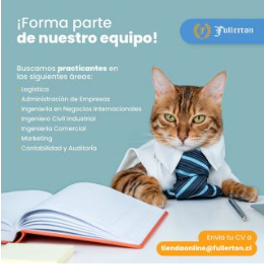 ¡Forma parte
de nuestro equipo!
Fullerton
Buscamos practicantes en
las siguientes áreas:
- Logística
- Administración de Empresas
- Ingeniería en Negocios Internacionales
- Ingeniero Civil Industrial
- Ingeniería Comercial
- Marketing
- Contabilidad y Auditoría
Envía tu CV a
tiendaonline@fullerton.cl